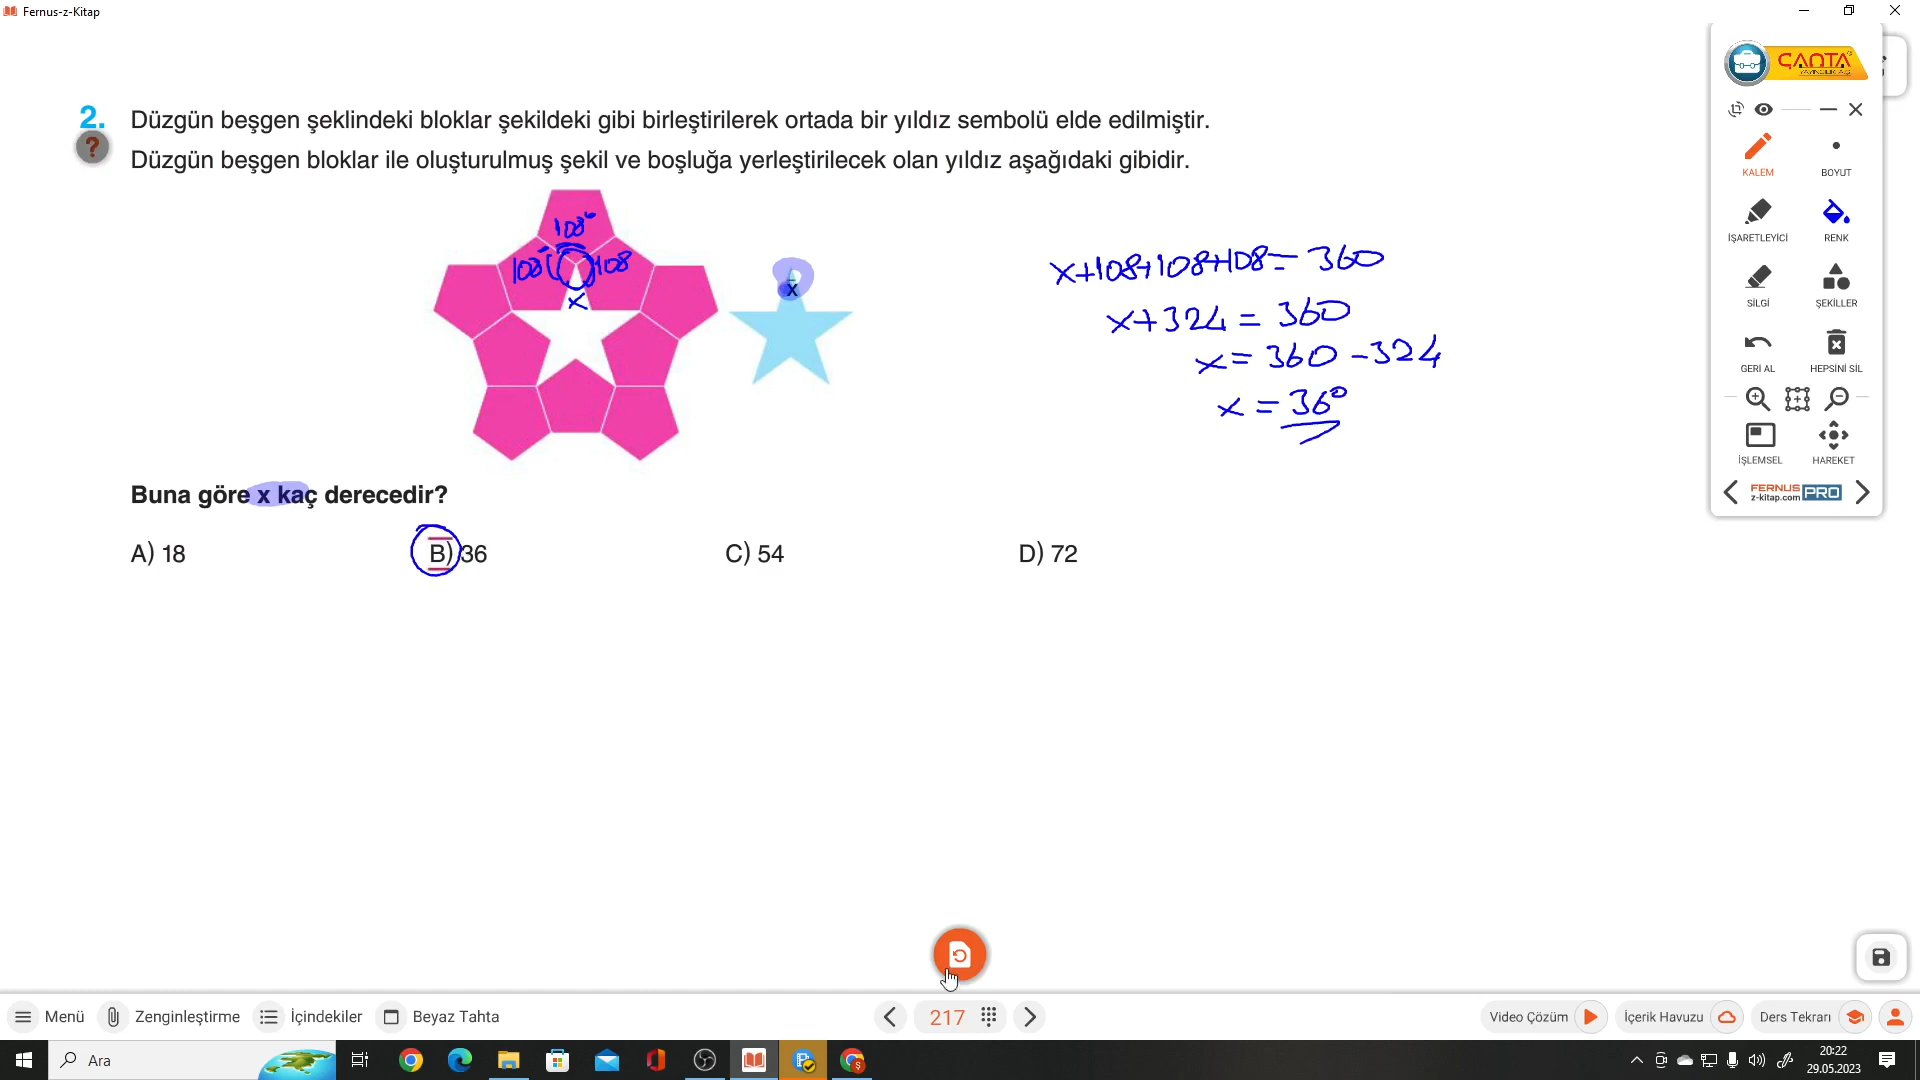 Fernus-z-Kitap
ÇANTA
YAYINCILIK A.Ş.
2. Düzgün beşgen şeklindeki bloklar şekildeki gibi birleştirilerek ortada bir yıldız sembolü elde edilmiştir.
? Düzgün beşgen bloklar ile oluşturulmuş şekil ve boşluğa yerleştirilecek olan yıldız aşağıdaki gibidir.
108°
108 108
x
x
x+108+108+108= 360
x+324 = 360
x= 360 -324
x = 36°
Buna göre x kaç derecedir?
A) 18 B) 36 C) 54 D) 72
KALEM BOYUT
İŞARETLEYİCİ RENK
SİLGİ ŞEKİLLER
GERİ AL HEPSİNİ SİL
İŞLEMSEL HAREKET
FERNUS
z-kitap.com PRO
Menü Zenginleştirme İçindekiler Beyaz Tahta 217 Video Çözüm İçerik Havuzu Ders Tekrarı
Ara
20:22
29.05.2023